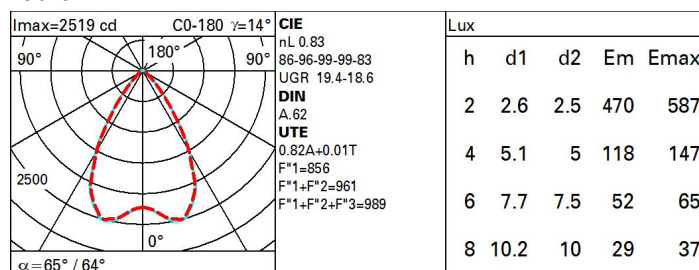 Imax=2519 cd C0-180 γ=14°
90° 180° 90°
2500
0°
α=65° / 64°
CIE
nL 0.83
86-96-99-99-83
UGR 19.4-18.6
DIN
A.62
UTE
0.82A+0.01T
F"1=856
F"1+F"2=961
F"1+F"2+F"3=989
Lux
h d1 d2 Em Emax
2 2.6 2.5 470 587
4 5.1 5 118 147
6 7.7 7.5 52 65
8 10.2 10 29 37